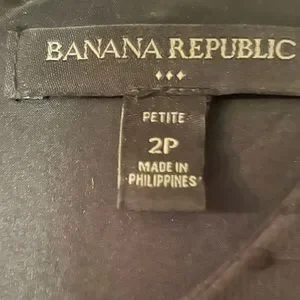 BANANA REPUBLIC
PETITE
2P
MADE IN
PHILIPPINES